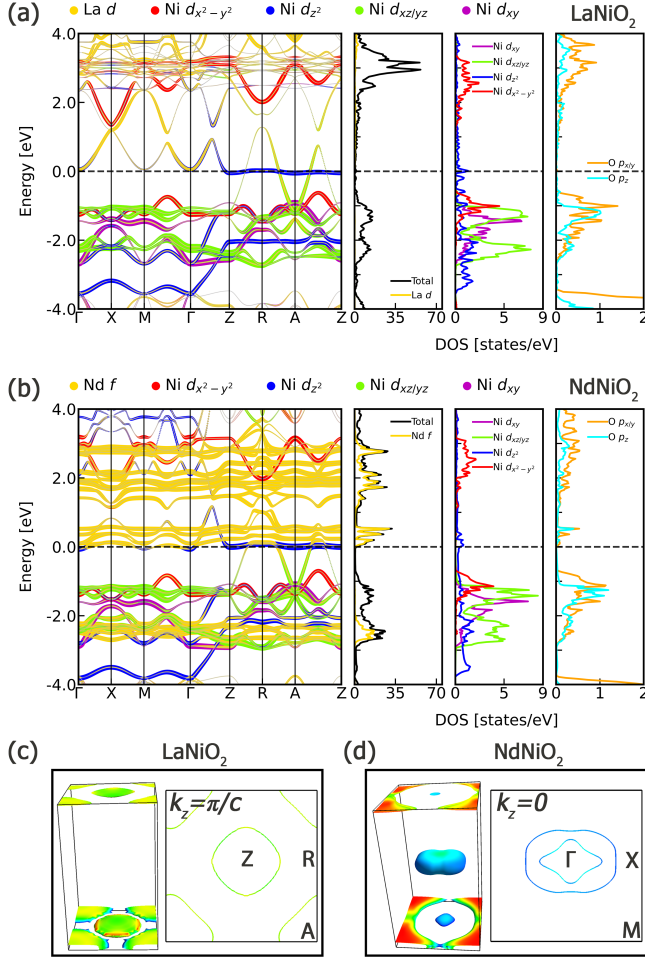 (a) La d Ni dx²−y² Ni dz² Ni dxz/yz Ni dxy LaNiO₂
4.0
2.0
0.0
-2.0
-4.0
Energy [eV]
Γ X M Γ Z R A Z
Total
La d
0 35 70
Ni dxy
Ni dxz/yz
Ni dz²
Ni dx²−y²
0 3 6 9
O px/y
O pz
0 1 2
DOS [states/eV]
(b) Nd f Ni dx²−y² Ni dz² Ni dxz/yz Ni dxy NdNiO₂
4.0
2.0
0.0
-2.0
-4.0
Energy [eV]
Γ X M Γ Z R A Z
Total
Nd f
0 35 70
Ni dxy
Ni dxz/yz
Ni dz²
Ni dx²−y²
0 3 6 9
O px/y
O pz
0 1 2
DOS [states/eV]
(c) LaNiO₂
kz=π/c
Z R
A
(d) NdNiO₂
kz=0
Γ X
M